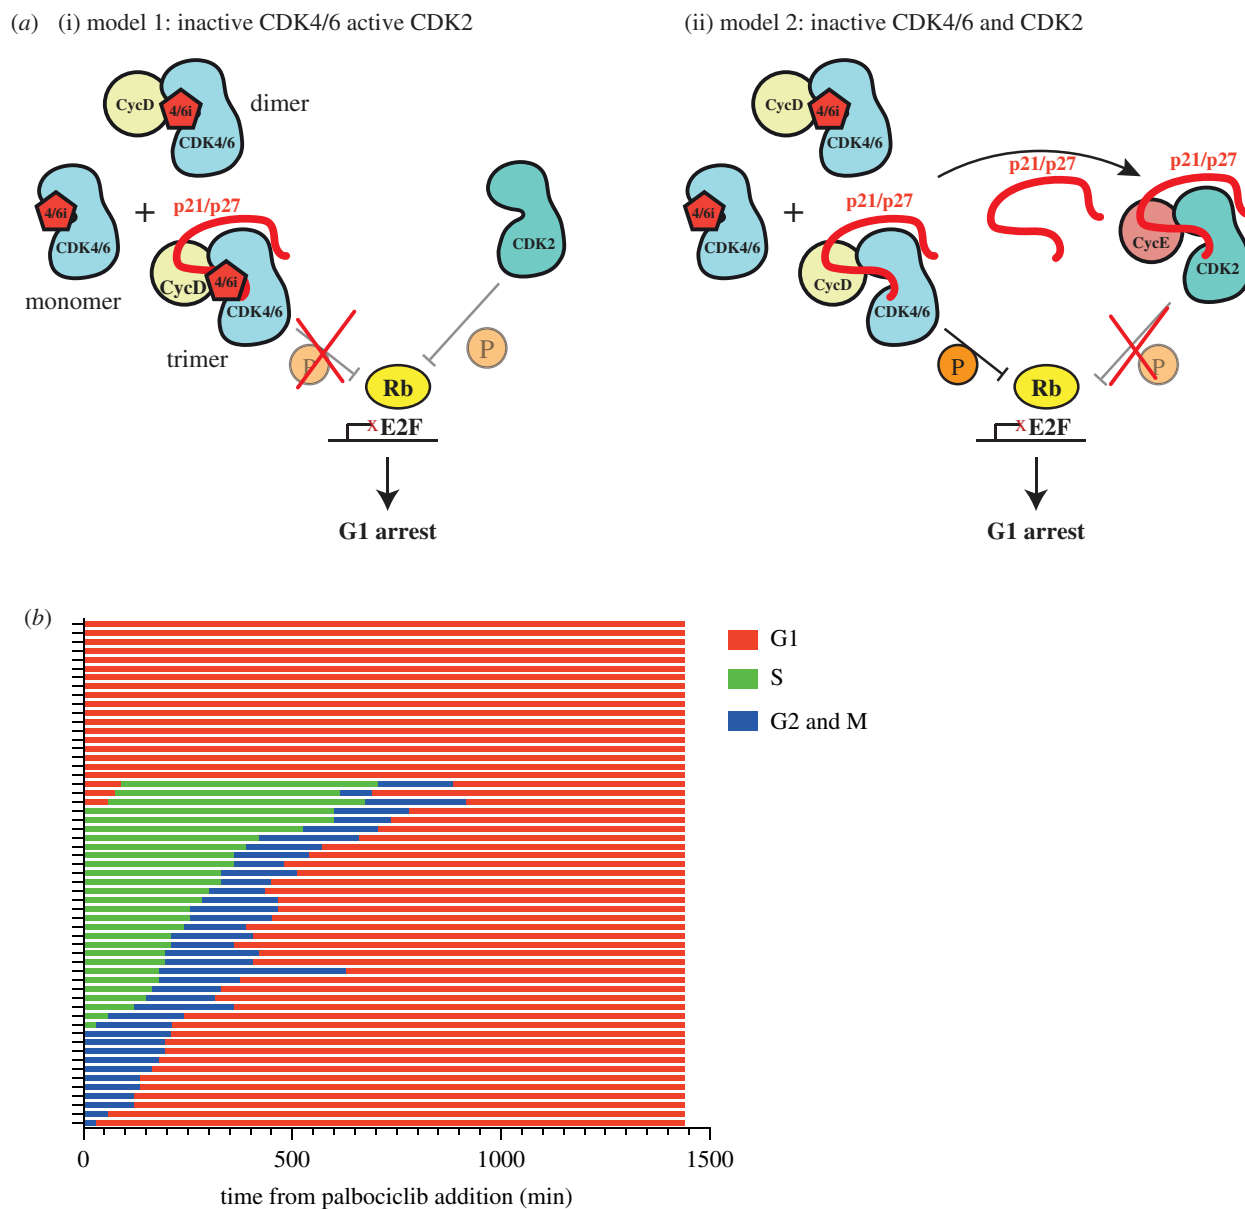 (a) (i) model 1: inactive CDK4/6 active CDK2
CycD
4/6i
CDK4/6
dimer
4/6i
CDK4/6
monomer
+
p21/p27
CycD
4/6i
CDK4/6
trimer
CDK2
P
P
Rb
x E2F
G1 arrest
(ii) model 2: inactive CDK4/6 and CDK2
CycD
4/6i
CDK4/6
4/6i
CDK4/6
+
p21/p27
CycD
CDK4/6
p21/p27
p21/p27
CycE
CDK2
P
P
Rb
x E2F
G1 arrest
(b)
G1
S
G2 and M
0 500 1000 1500
time from palbociclib addition (min)